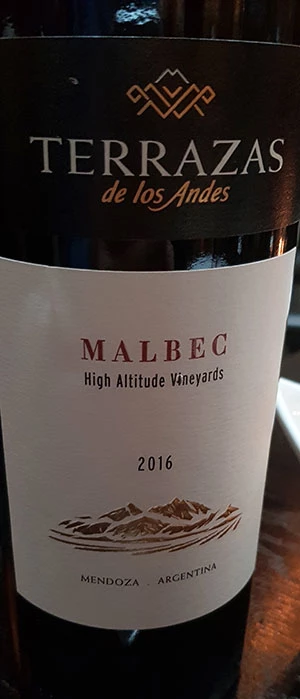 TERRAZAS
de los Andes
MALBEC
High Altitude Vineyards
2016
MENDOZA . ARGENTINA